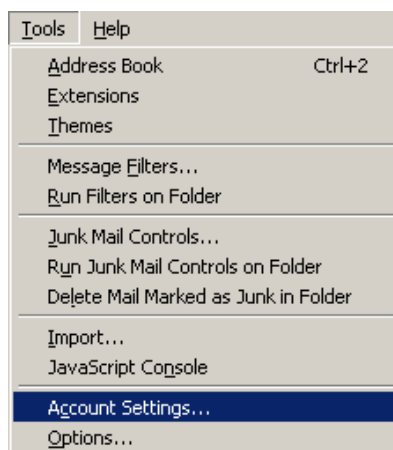 Tools Help
Address Book Ctrl+2
Extensions
Themes
Message Filters...
Run Filters on Folder
Junk Mail Controls...
Run Junk Mail Controls on Folder
Delete Mail Marked as Junk in Folder
Import...
JavaScript Console
Account Settings...
Options...